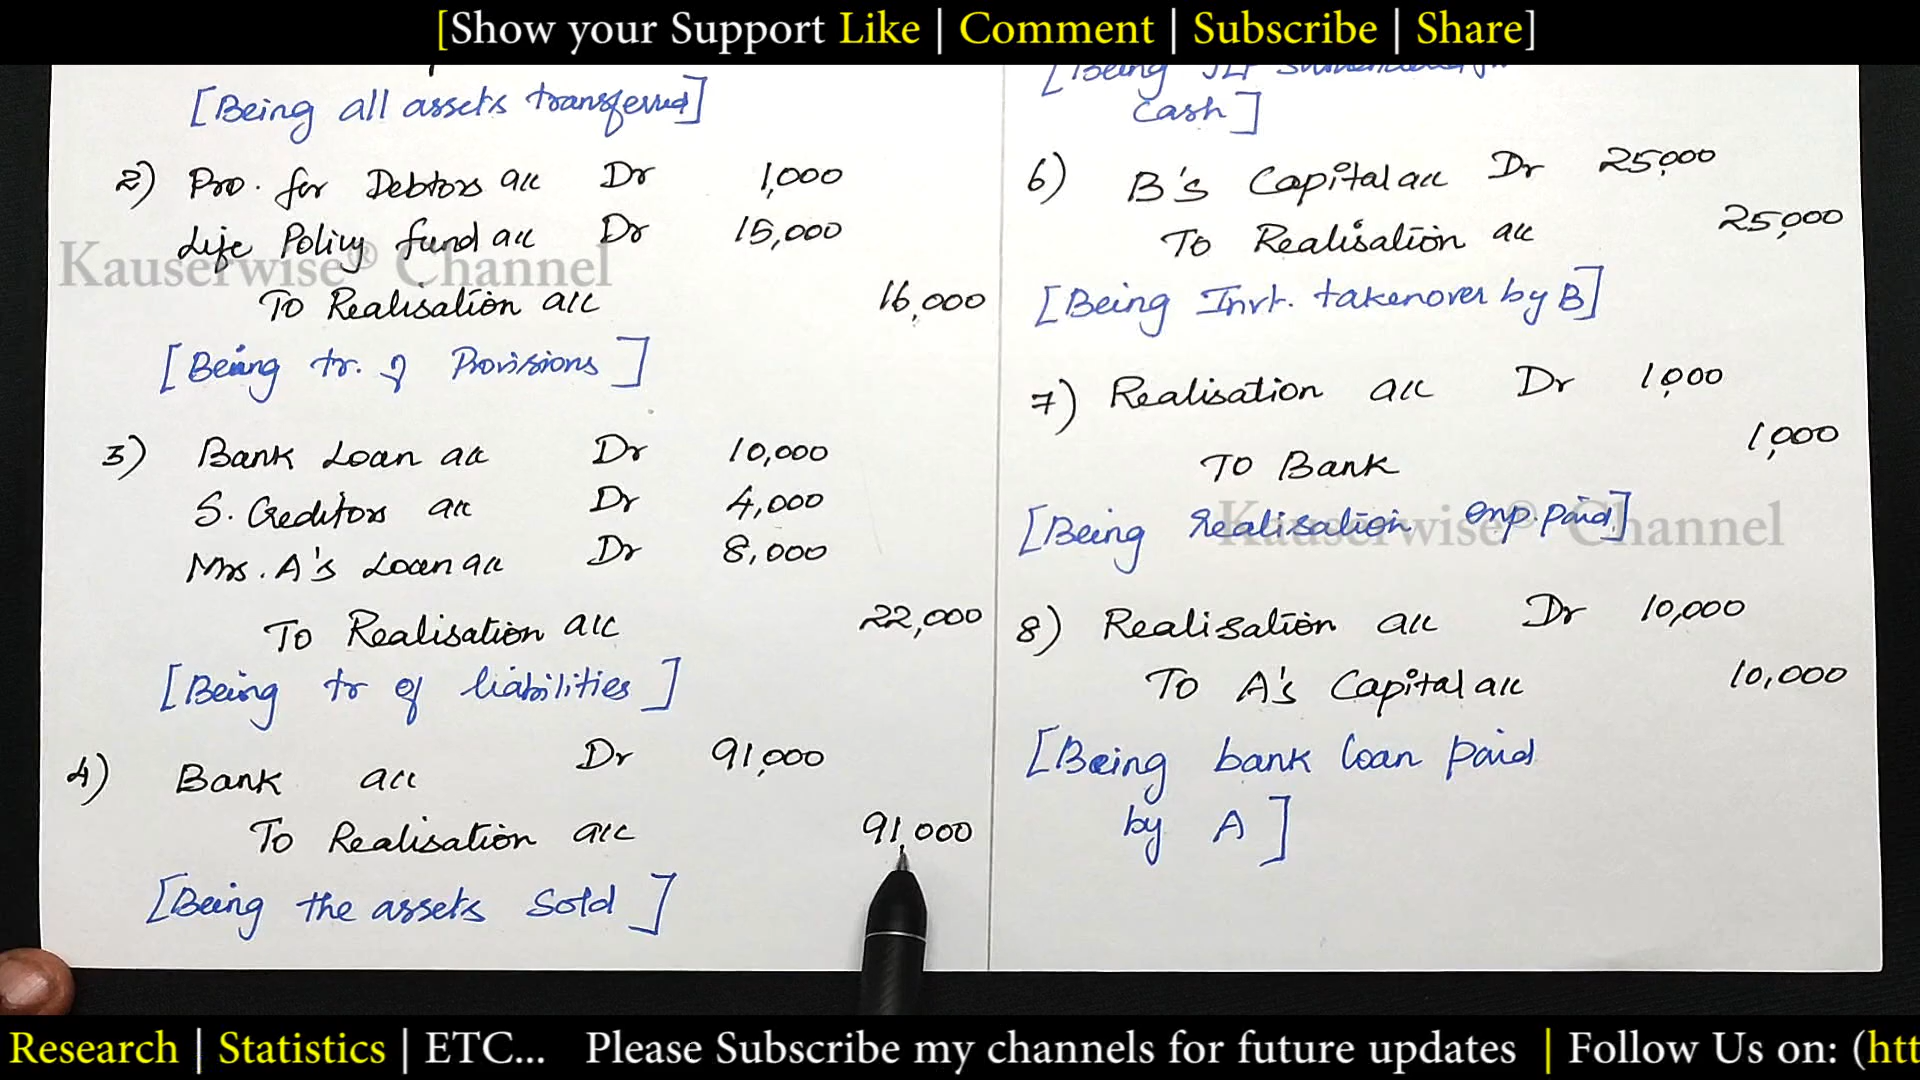 [Show your Support Like | Comment | Subscribe | Share]
[Being all assets transferred]
2) Pro. for Debtors a/c Dr 1,000
Life Policy fund a/c Dr 15,000
To Realisation a/c 16,000
[Being tr. of Provisions]
3) Bank Loan a/c Dr 10,000
S. Creditors a/c Dr 4,000
Mrs. A's Loan a/c Dr 8,000
To Realisation a/c 22,000
[Being tr of liabilities]
4) Bank a/c Dr 91,000
To Realisation a/c 91,000
[Being the assets Sold]
[Being JLP
Cash]
6) B's Capital a/c Dr 25,000
To Realisation a/c 25,000
[Being Invt. takenover by B]
7) Realisation a/c Dr 1,000
To Bank 1,000
[Being realisation exp. paid]
8) Realisation a/c Dr 10,000
To A's Capital a/c 10,000
[Being bank loan paid
by A]
Kauserwise® Channel
Kauserwise® Channel
Research | Statistics | ETC... Please Subscribe my channels for future updates | Follow Us on: (htt